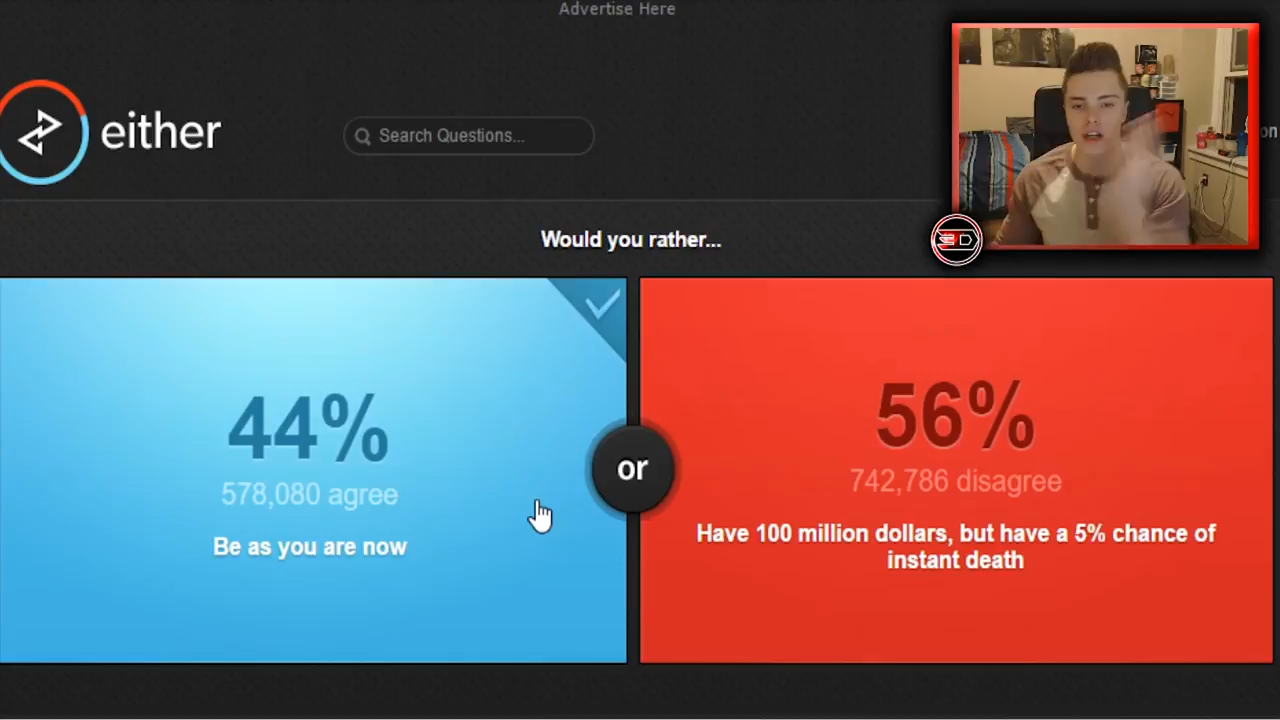 Advertise Here
either
Search Questions...
on
Would you rather...
44%
578,080 agree
Be as you are now
or
56%
742,786 disagree
Have 100 million dollars, but have a 5% chance of
instant death